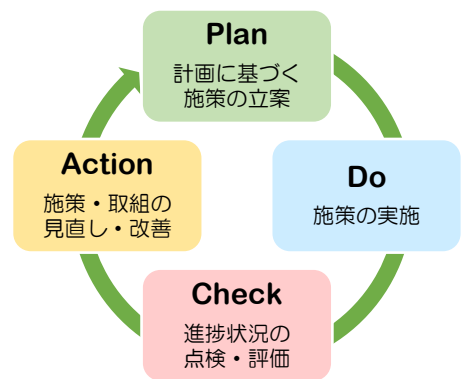 Plan
計画に基づく
施策の立案
Do
施策の実施
Check
進捗状況の
点検・評価
Action
施策・取組の
見直し・改善